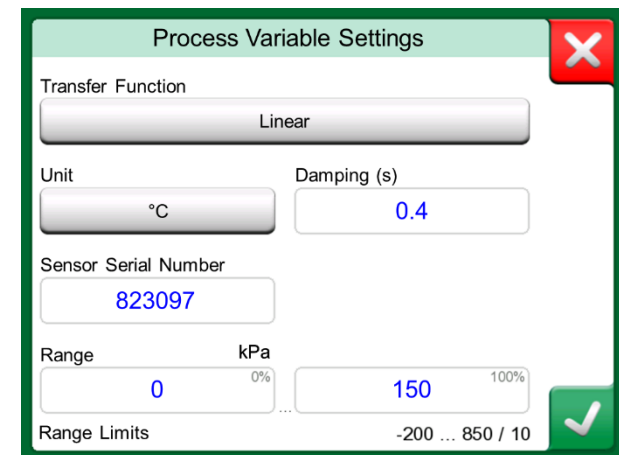 Process Variable Settings
Transfer Function
Linear
Unit Damping (s)
°C 0.4
Sensor Serial Number
823097
Range kPa
0 0% ... 150 100%
Range Limits -200 ... 850 / 10